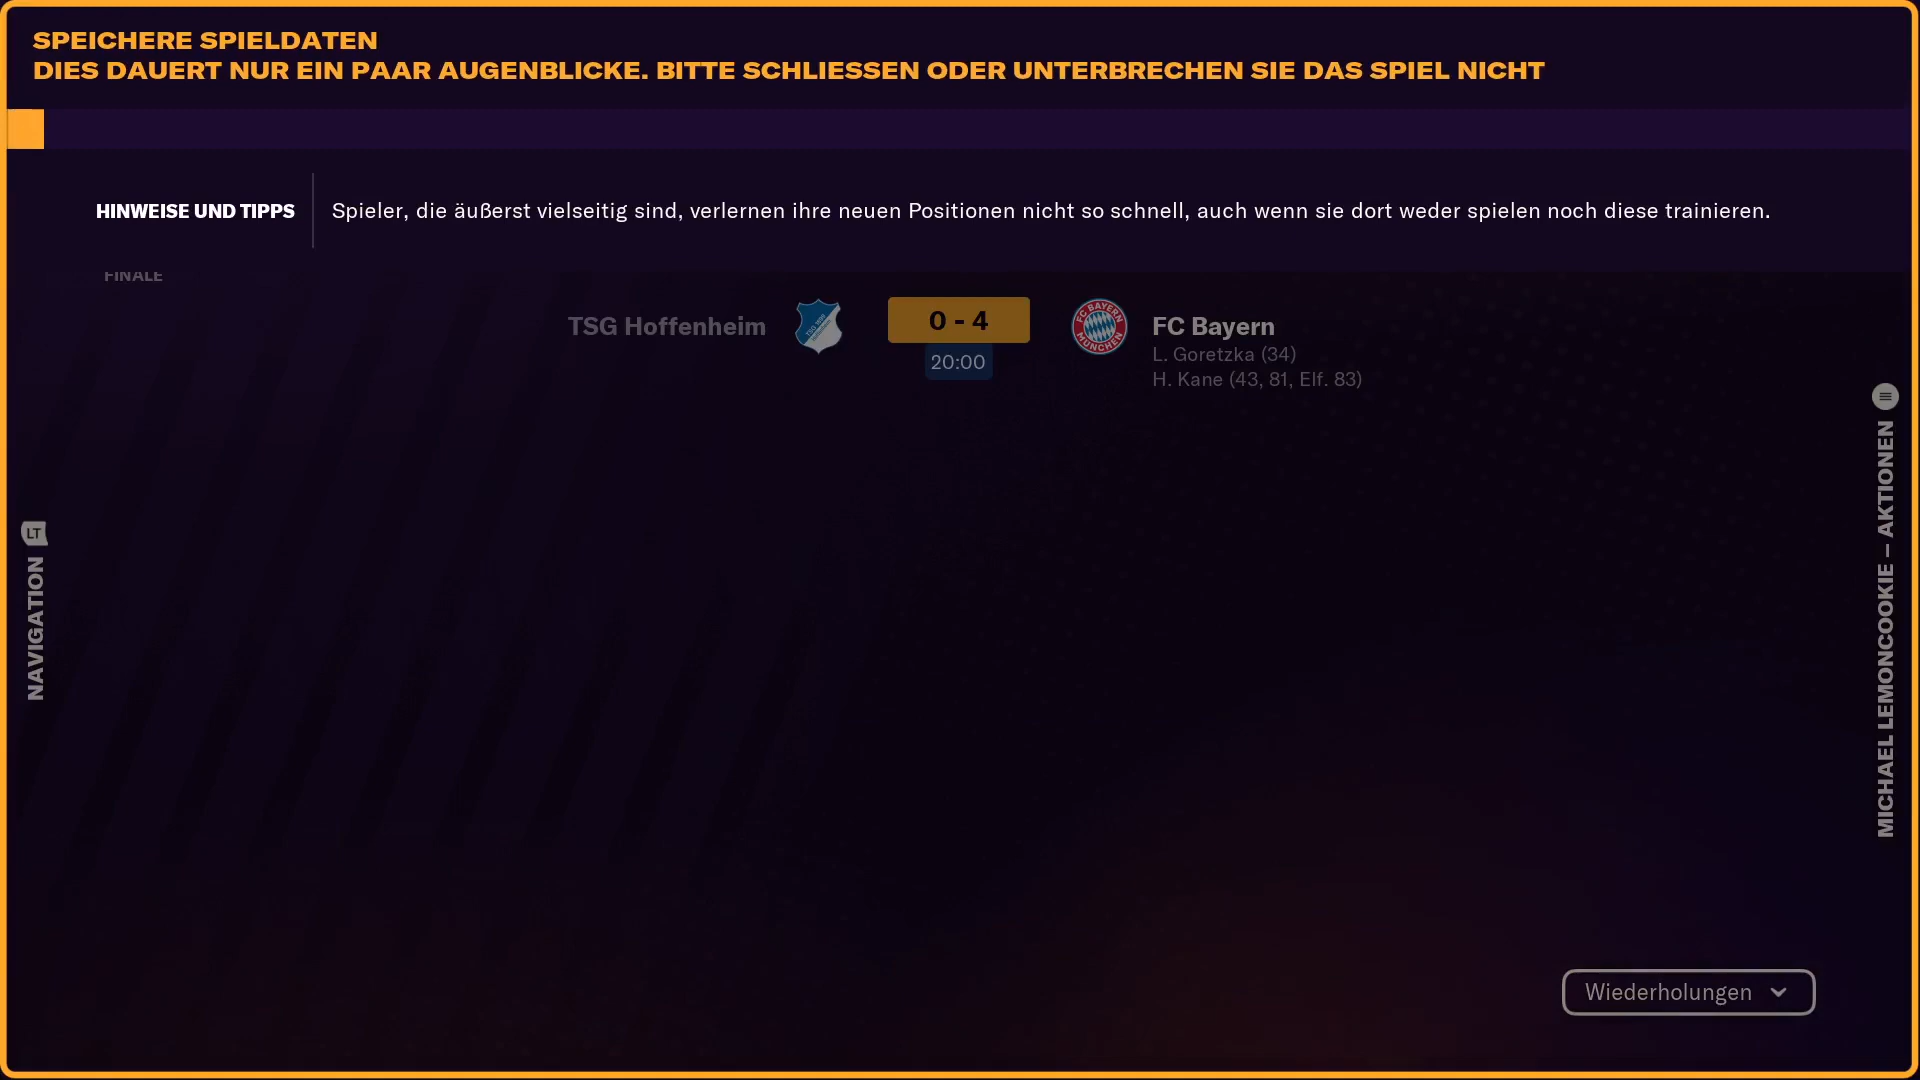 SPEICHERE SPIELDATEN
DIES DAUERT NUR EIN PAAR AUGENBLICKE. BITTE SCHLIESSEN ODER UNTERBRECHEN SIE DAS SPIEL NICHT
HINWEISE UND TIPPS
Spieler, die äußerst vielseitig sind, verlernen ihre neuen Positionen nicht so schnell, auch wenn sie dort weder spielen noch diese trainieren.
FINALE
TSG Hoffenheim
0 - 4
FC Bayern
20:00
L. Goretzka (34)
H. Kane (43, 81, Elf. 83)
FC BAYERN
MÜNCHEN
LT
NAVIGATION
MICHAEL LEMONCOOKIE – AKTIONEN
Wiederholungen